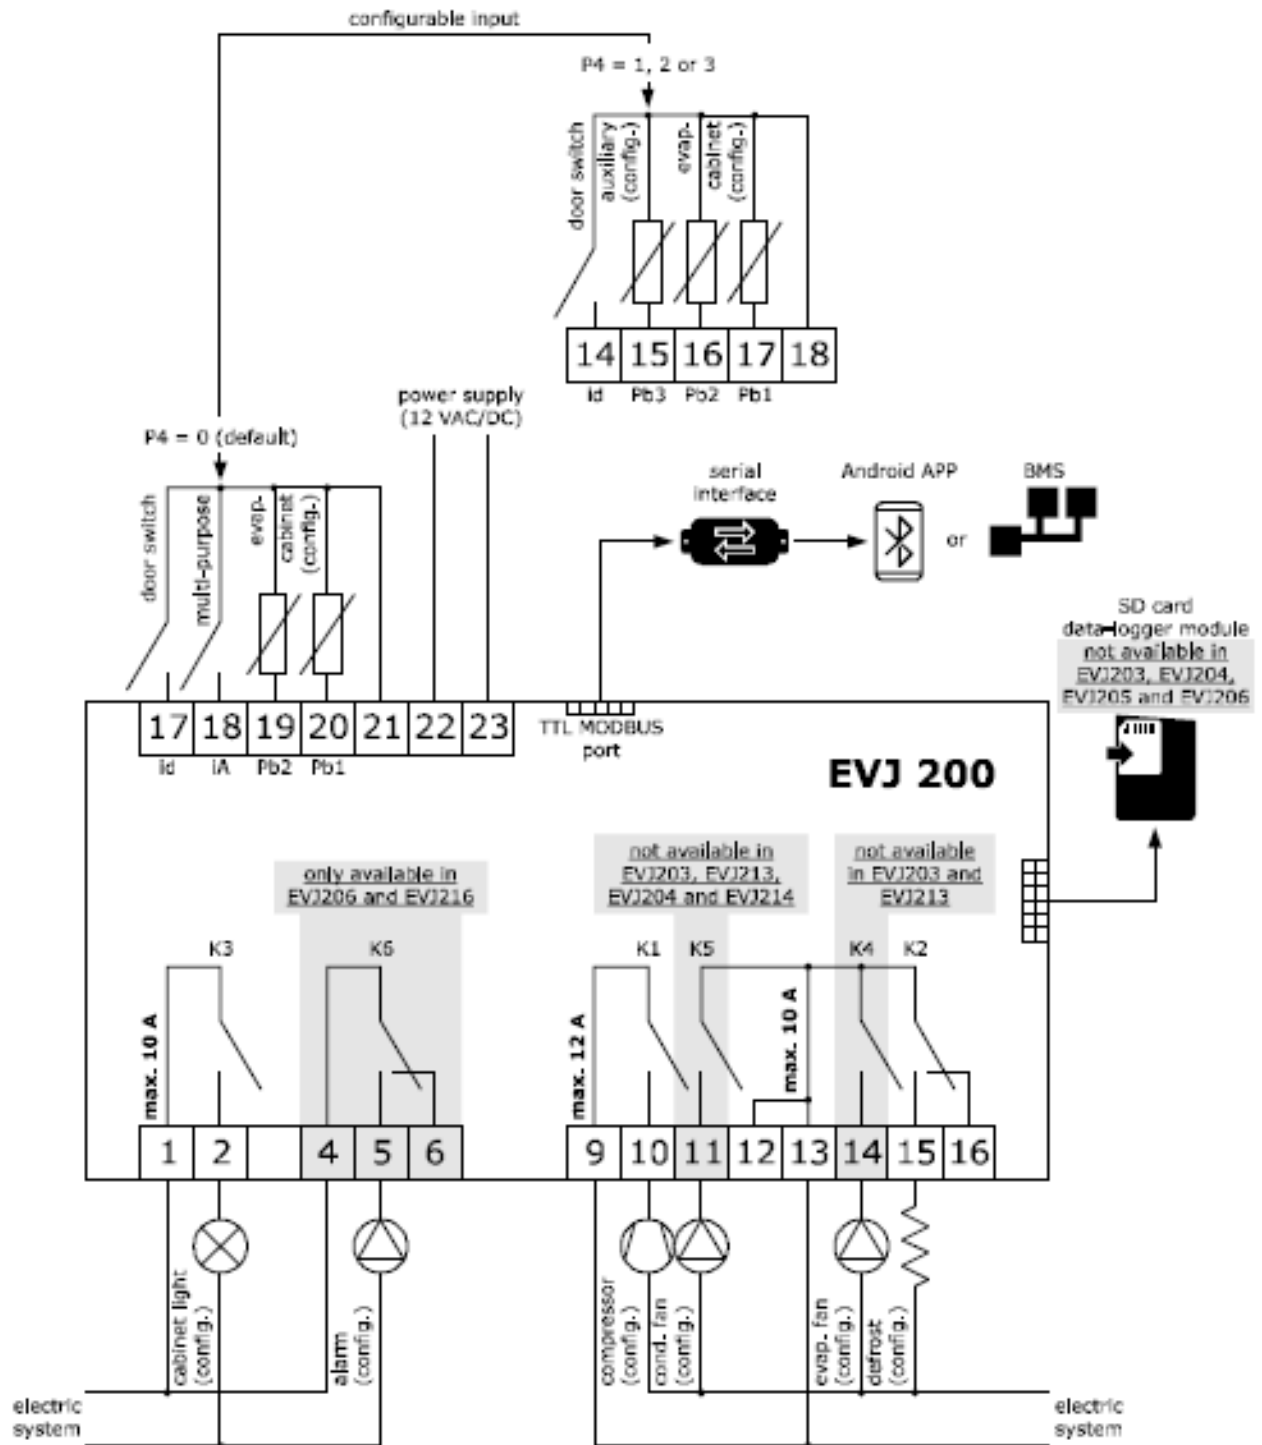 configurable input
P4 = 1, 2 or 3
door switch
auxiliary
(config.)
evap.
cabinet
(config.)
14 15 16 17 18
id Pb3 Pb2 Pb1
power supply
(12 VAC/DC)
P4 = 0 (default)
door switch
multi-purpose
evap.
cabinet
(config.)
serial
interface
Android APP
or
BMS
SD card
data-logger module
not available in
EVJ203, EVJ204,
EVJ205 and EVJ206
17 18 19 20 21 22 23
id iA Pb2 Pb1
TTL MODBUS
port
EVJ 200
only available in
EVJ206 and EVJ216
not available in
EVJ203, EVJ213,
EVJ204 and EVJ214
not available
in EVJ203 and
EVJ213
K3 K6 K1 K5 K4 K2
max. 10 A
max. 12 A
max. 10 A
1 2 4 5 6 9 10 11 12 13 14 15 16
cabinet light
(config.)
alarm
(config.)
compressor
(config.)
cond. fan
(config.)
evap. fan
(config.)
defrost
(config.)
electric
system
electric
system